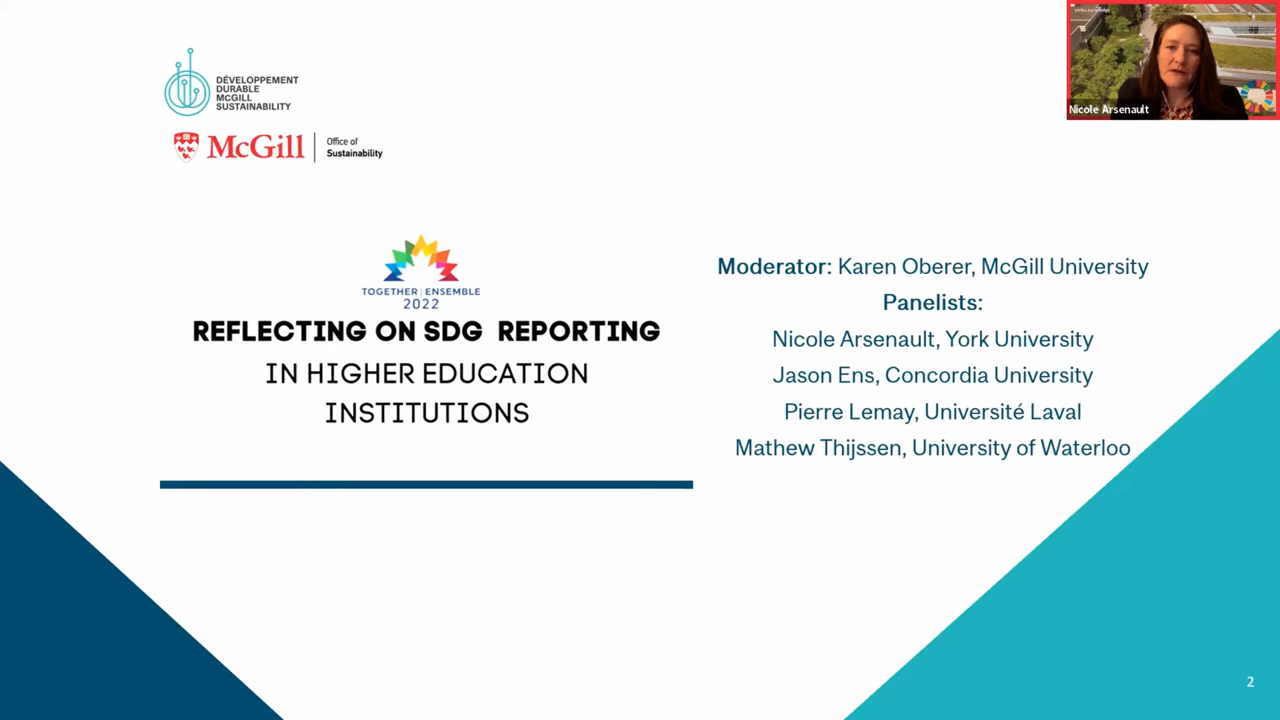 DÉVELOPPEMENT
DURABLE
MCGILL
SUSTAINABILITY
McGill
Office of
Sustainability
TOGETHER | ENSEMBLE
2022
REFLECTING ON SDG REPORTING
IN HIGHER EDUCATION
INSTITUTIONS
Moderator: Karen Oberer, McGill University
Panelists:
Nicole Arsenault, York University
Jason Ens, Concordia University
Pierre Lemay, Université Laval
Mathew Thijssen, University of Waterloo
Nicole Arsenault
2